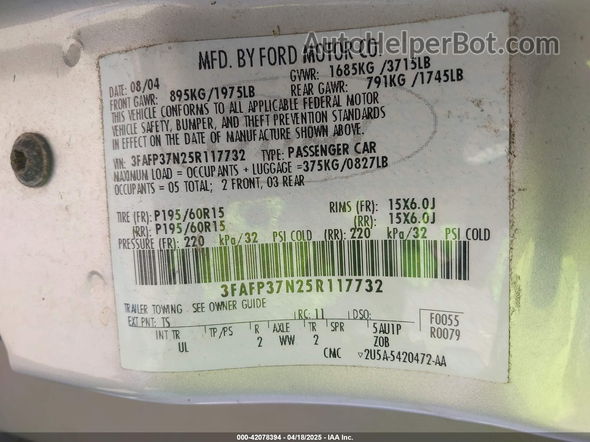 AutoHelperBot.com
MFD. BY FORD MOTOR CO.
08/04 GVWR: 1685KG /3715LB
FRONT GAWR: 895KG /1975LB REAR GAWR: 791KG /1745LB
THIS VEHICLE CONFORMS TO ALL APPLICABLE FEDERAL MOTOR
VEHICLE SAFETY, BUMPER, AND THEFT PREVENTION STANDARDS
IN EFFECT ON THE DATE OF MANUFACTURE SHOWN ABOVE.
VIN: 3FAFP37N25R117732 TYPE: PASSENGER CAR
MAXIMUM LOAD = OCCUPANTS + LUGGAGE = 375KG/0827LB
OCCUPANTS = 05 TOTAL; 2 FRONT, 03 REAR
TIRE (FR): P195/60R15 RIMS (FR): 15X6.0J
(RR): P195/60R15 (RR): 15X6.0J
PRESSURE (FR): 220 kPa/32 PSI COLD (RR): 220 kPa/32 PSI COLD
3FAFP37N25R117732
TRAILER TOWING - SEE OWNER GUIDE
EXT PNT: TS RC: 11 DSO: F0055
INT TR TP/PS R AXLE TR SPR 5AU1P R0079
UL 2 WW 2 ZOB
CMC 2U5A-5420472-AA
000-42078394 - 04/18/2025 - IAA Inc.